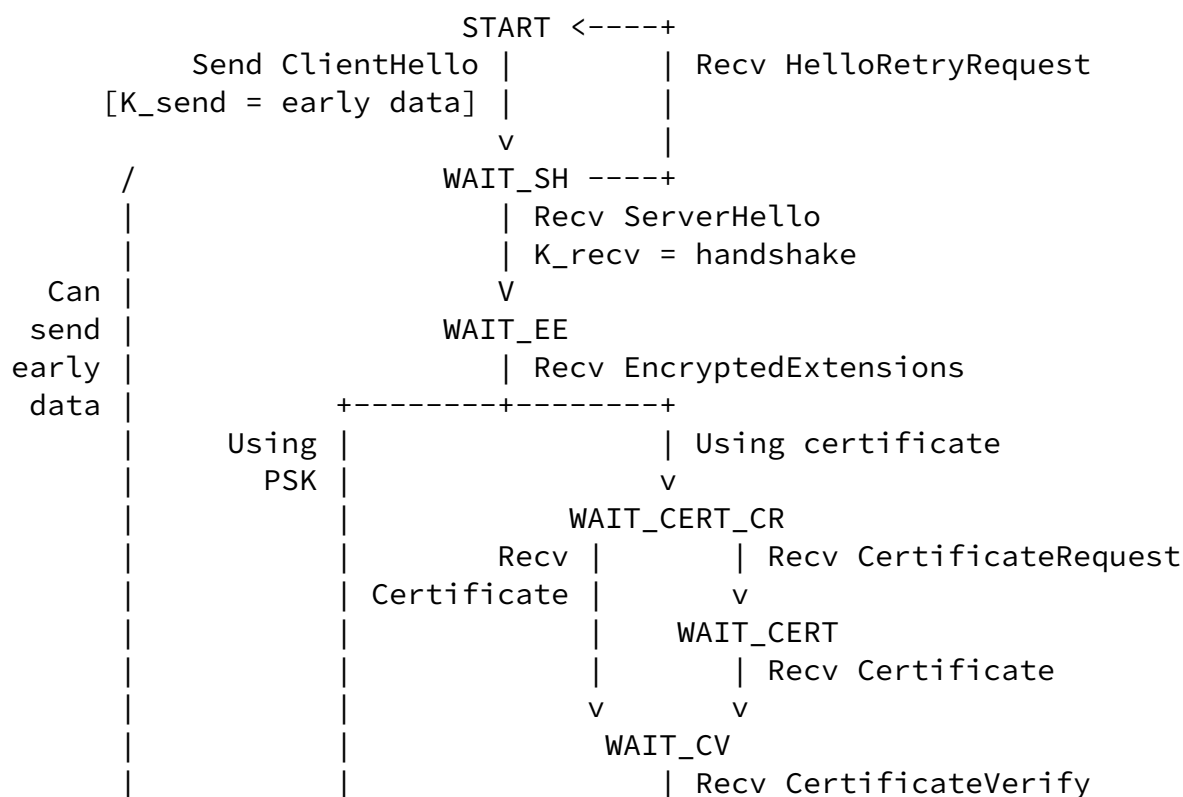 START <----+
Send ClientHello | | Recv HelloRetryRequest
[K_send = early data] | |
v |
/ WAIT_SH ----+
| | Recv ServerHello
| | K_recv = handshake
Can | V
send | WAIT_EE
early | | Recv EncryptedExtensions
data | +--------+--------+
| Using | | Using certificate
| PSK | v
| | WAIT_CERT_CR
| | Recv | | Recv CertificateRequest
| | Certificate | v
| | | WAIT_CERT
| | | | Recv Certificate
| | v v
| | WAIT_CV
| | | Recv CertificateVerify